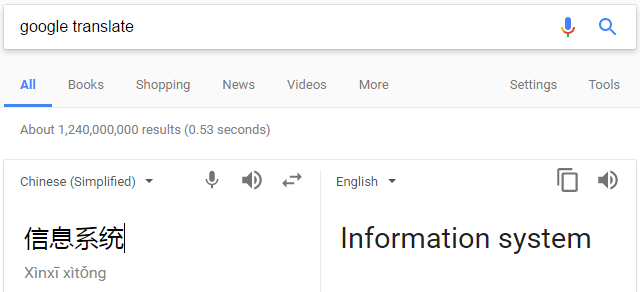 google translate
All Books Shopping News Videos More Settings Tools
About 1,240,000,000 results (0.53 seconds)
Chinese (Simplified) English
信息系统 Information system
Xìnxī xìtǒng